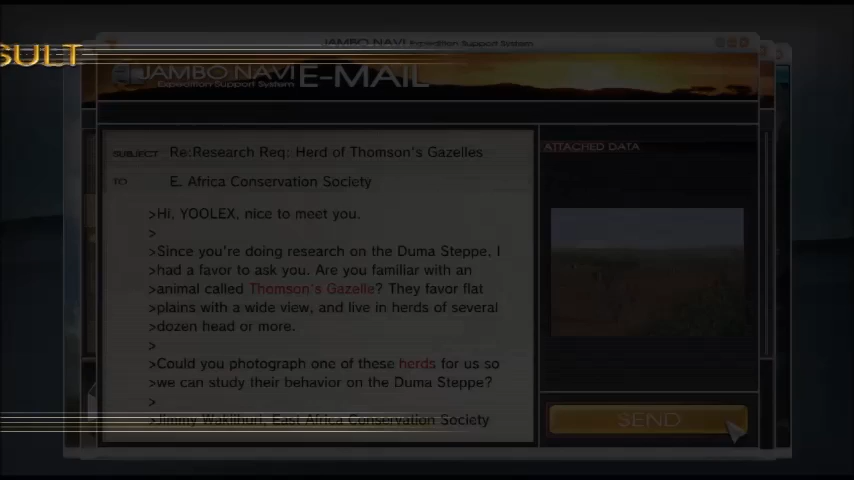 SULT
JAMBO NAVI Expedition Support System
JAMBO NAVI E-MAIL
Expedition Support System
SUBJECT Re:Research Req: Herd of Thomson's Gazelles
ATTACHED DATA
TO E. Africa Conservation Society
>Hi, YOOLEX, nice to meet you.
>
>Since you're doing research on the Duma Steppe, I
>had a favor to ask you. Are you familiar with an
>animal called Thomson's Gazelle? They favor flat
>plains with a wide view, and live in herds of several
>dozen head or more.
>
>Could you photograph one of these herds for us so
>we can study their behavior on the Duma Steppe?
>
>Jimmy Waklihuri, East Africa Conservation Society
SEND